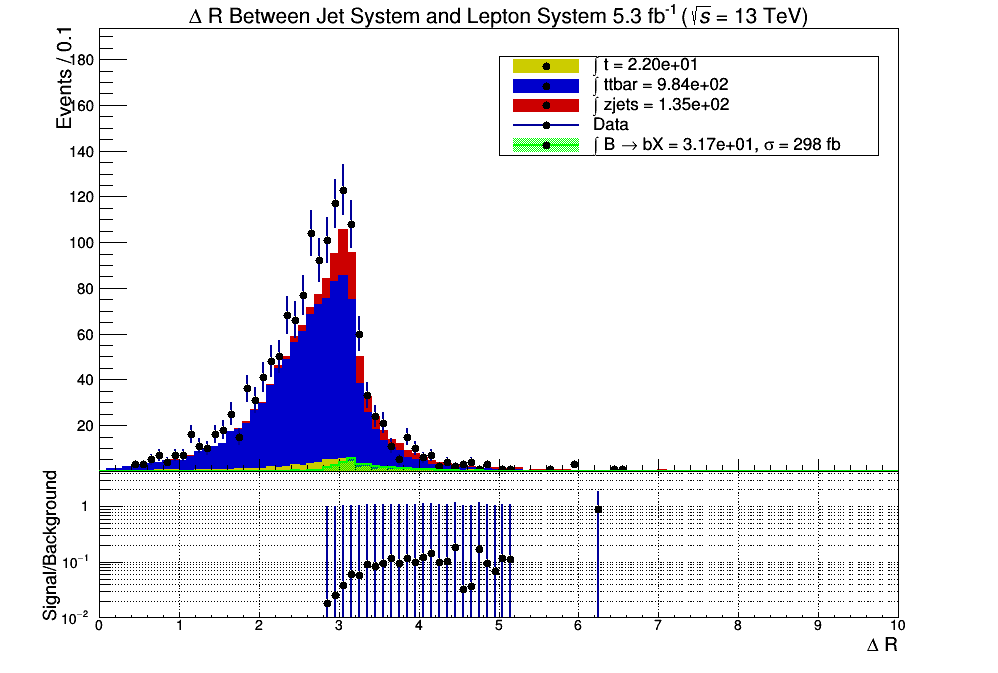 Δ R Between Jet System and Lepton System 5.3 fb⁻¹ (√s = 13 TeV)
Events / 0.1
180
160
140
120
100
80
60
40
20
∫ t = 2.20e+01
∫ ttbar = 9.84e+02
∫ zjets = 1.35e+02
Data
∫ B → bX = 3.17e+01, σ = 298 fb
Signal/Background
1
10⁻¹
10⁻²
0 1 2 3 4 5 6 7 8 9 10
Δ R